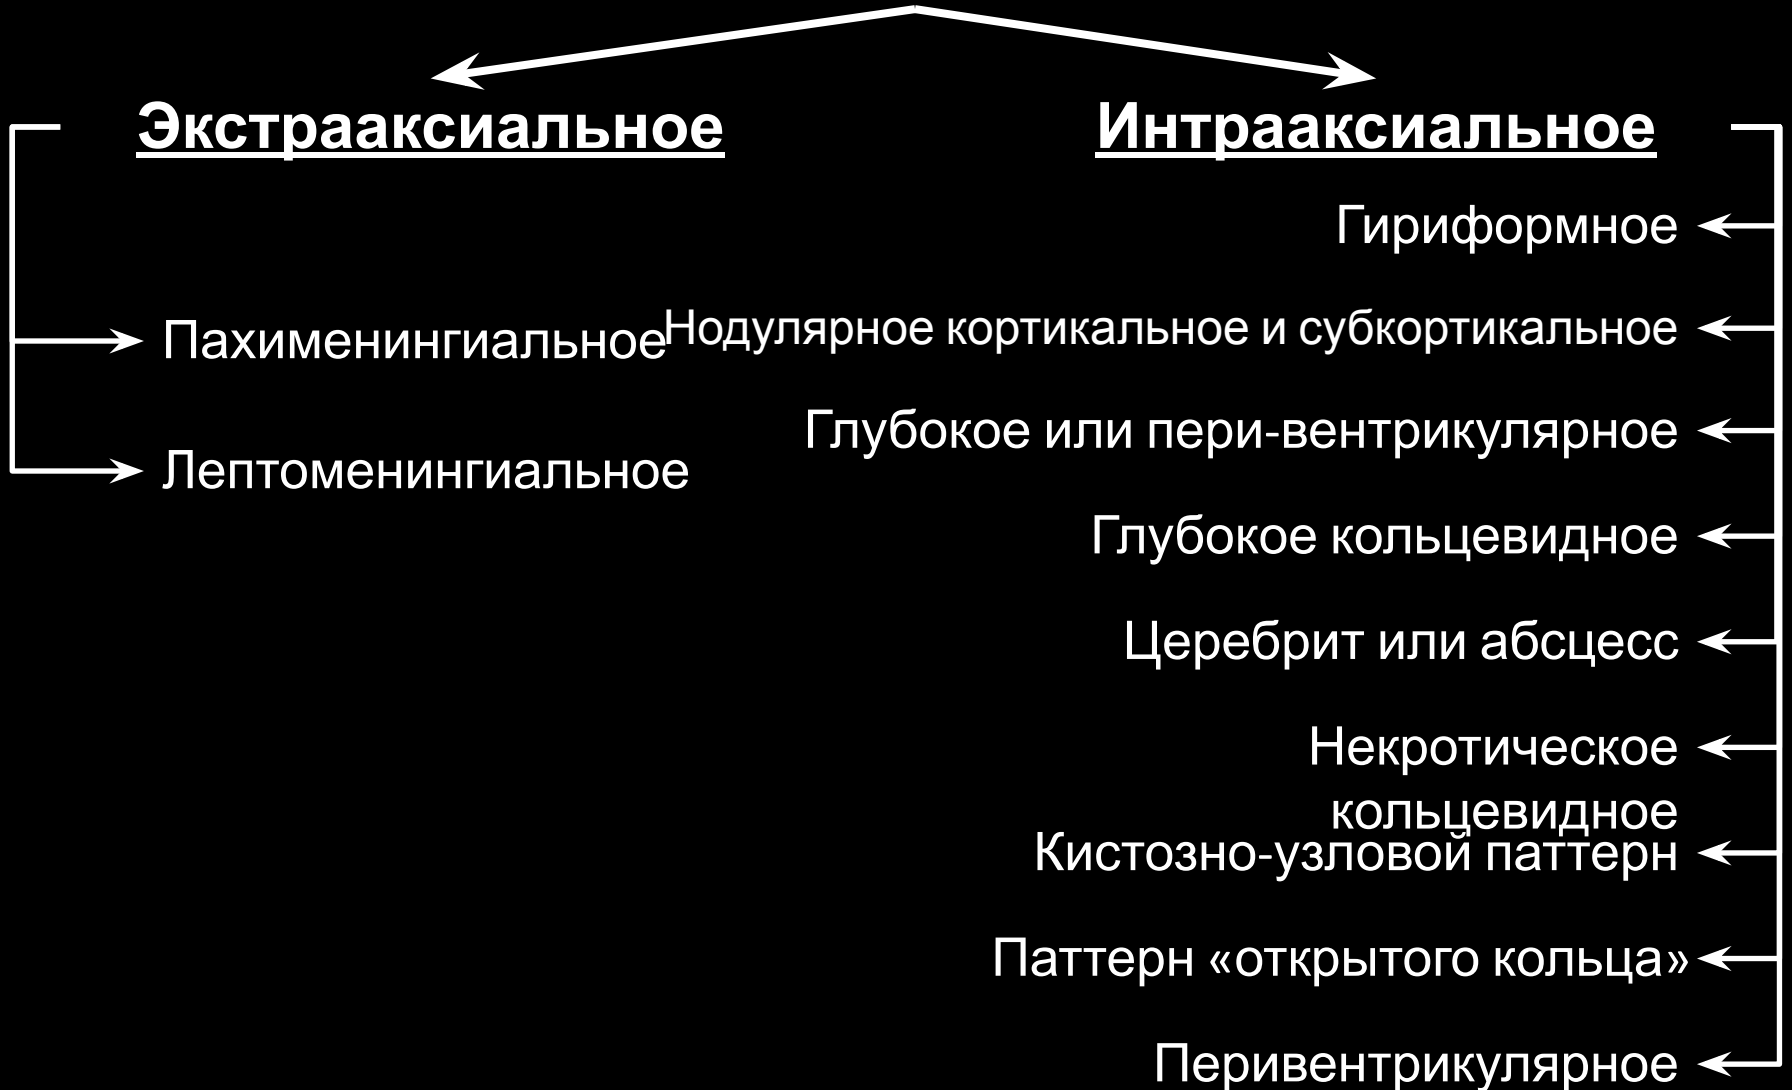 Экстрааксиальное
Пахименингиальное
Лептоменингиальное
Интрааксиальное
Гириформное
Нодулярное кортикальное и субкортикальное
Глубокое или пери-вентрикулярное
Глубокое кольцевидное
Церебрит или абсцесс
Некротическое
кольцевидное
Кистозно-узловой паттерн
Паттерн «открытого кольца»
Перивентрикулярное